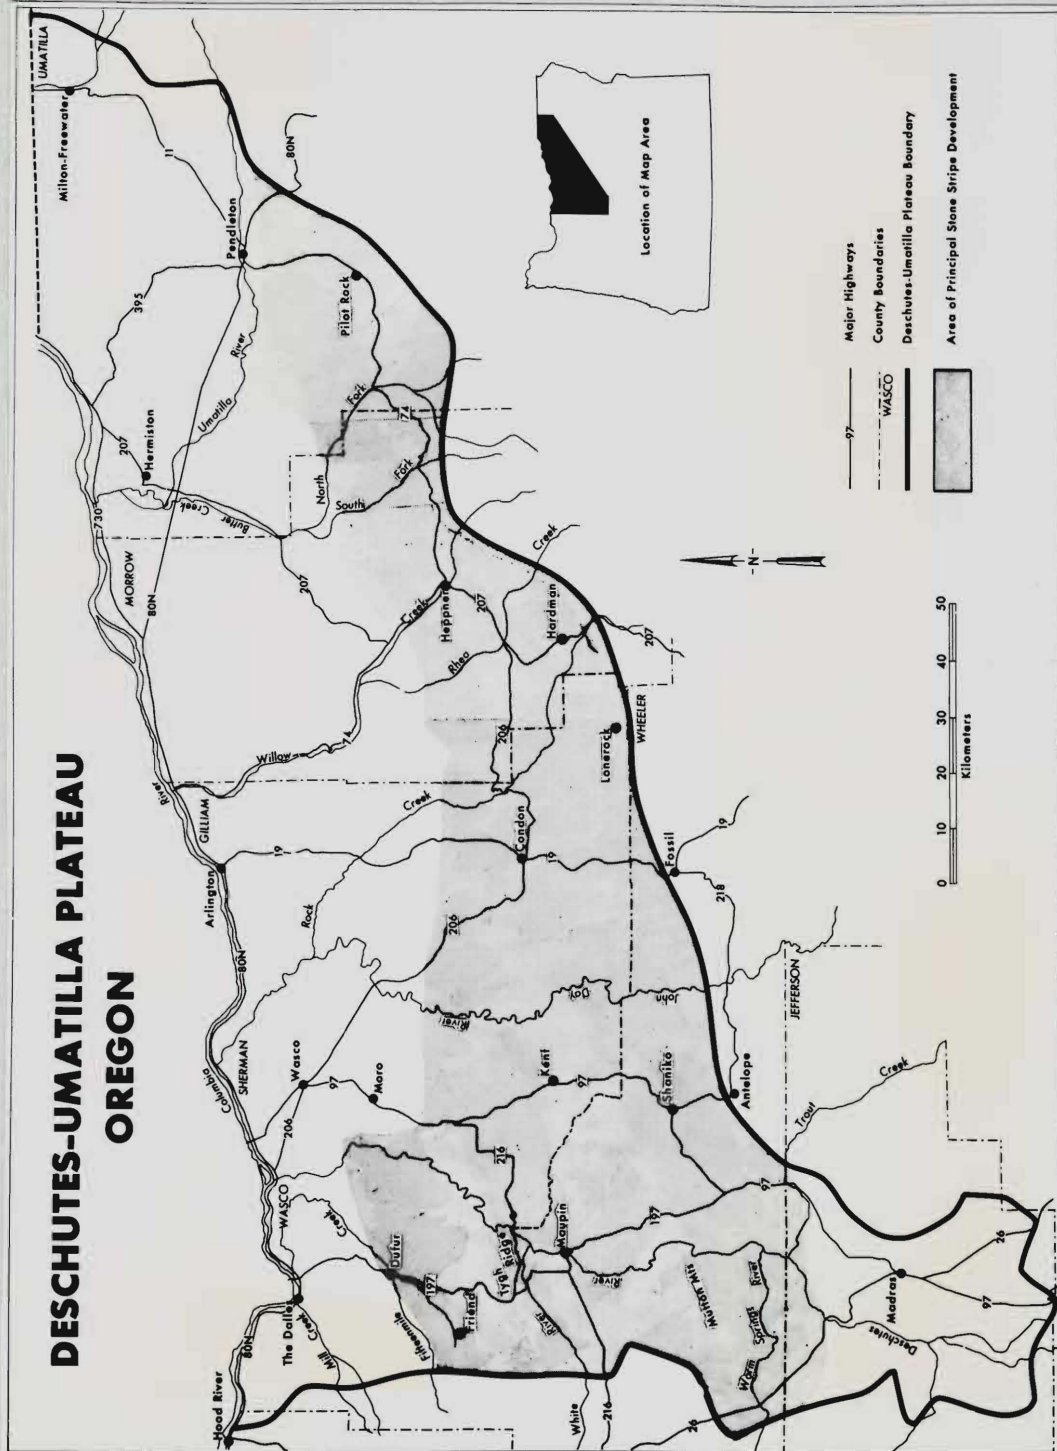 DESCHUTES-UMATILLA PLATEAU
OREGON
Hood River
80N
The Dalles
Mill Creek
WASCO
206
Columbia River
SHERMAN
Wasco
97
Moro
80N
Arlington
GILLIAM
19
Rock Creek
Willow Creek
74
80N
MORROW
730
207
Hermiston
Butter Creek
207
Umatilla River
395
Pendleton
11
Milton-Freewater
UMATILLA
80N
Pilot Rock
North Fork
South Fork
74
Heppner
207
Rhea Creek
Hardman
207
206
Lonerock
WHEELER
Condon
19
206
Fossil
19
218
John Day River
JEFFERSON
Kent
97
Shaniko
Antelope
Trout Creek
216
Fifteenmile Creek
Dufur
197
Friend
Tygh Ridge
Maupin
197
97
White River
216
26
Mutton Mts
Warm Springs River
Deschutes River
Madras
26
97
Location of Map Area
97 Major Highways
WASCO County Boundaries
Deschutes-Umatilla Plateau Boundary
Area of Principal Stone Stripe Development
-N-
0 10 20 30 40 50
Kilometers